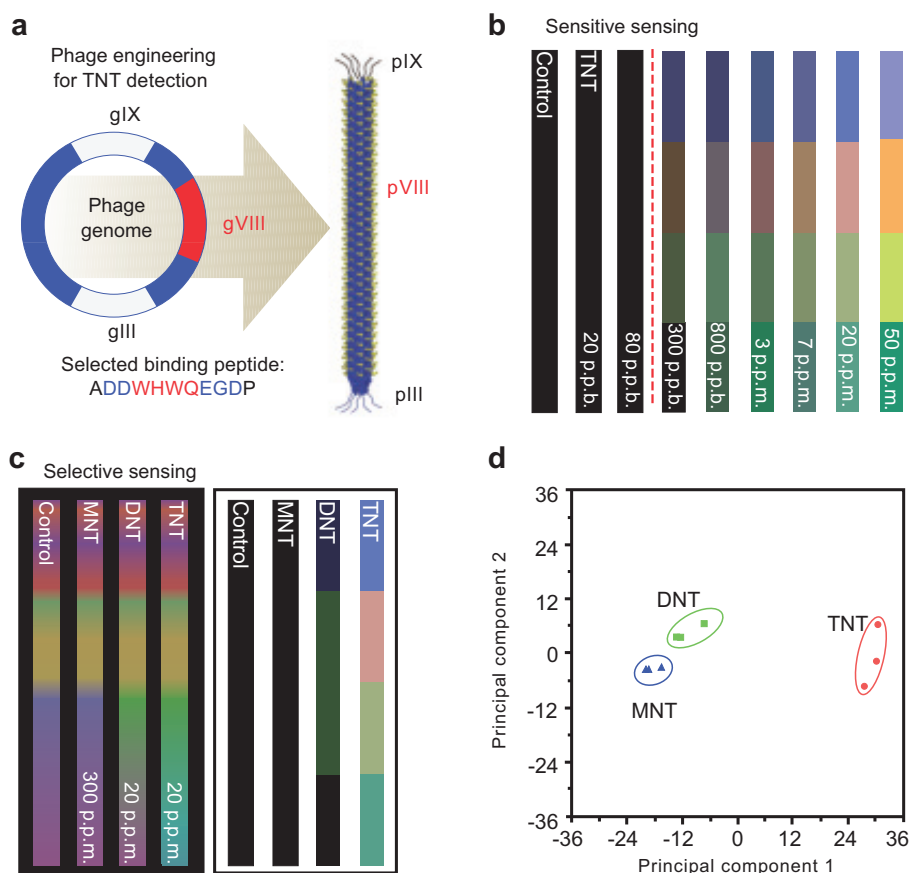 a
Phage engineering
for TNT detection
gIX
Phage
genome
gVIII
gIII
Selected binding peptide:
ADDWHWQEGDP
pIX
pVIII
pIII
b
Sensitive sensing
Control
TNT
20 p.p.b.
80 p.p.b.
300 p.p.b.
800 p.p.b.
3 p.p.m.
7 p.p.m.
20 p.p.m.
50 p.p.m.
c
Selective sensing
Control
MNT
300 p.p.m.
DNT
20 p.p.m.
TNT
20 p.p.m.
Control
MNT
DNT
TNT
d
Principal component 2
36
24
12
0
-12
-24
-36
DNT
TNT
MNT
-36
-24
-12
0
12
24
36
Principal component 1